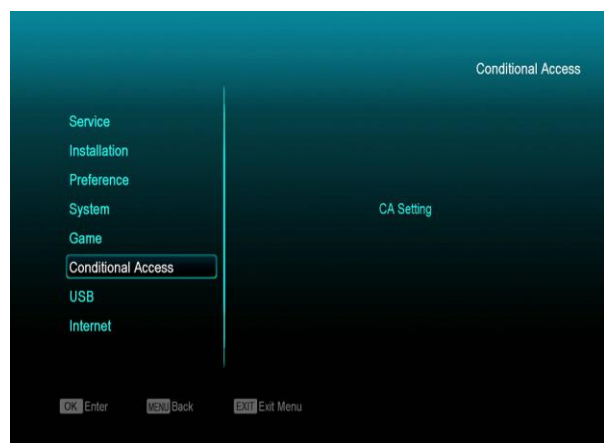 Conditional Access
Service
Installation
Preference
System
CA Setting
Game
Conditional Access
USB
Internet
OK Enter MENU Back EXIT Exit Menu